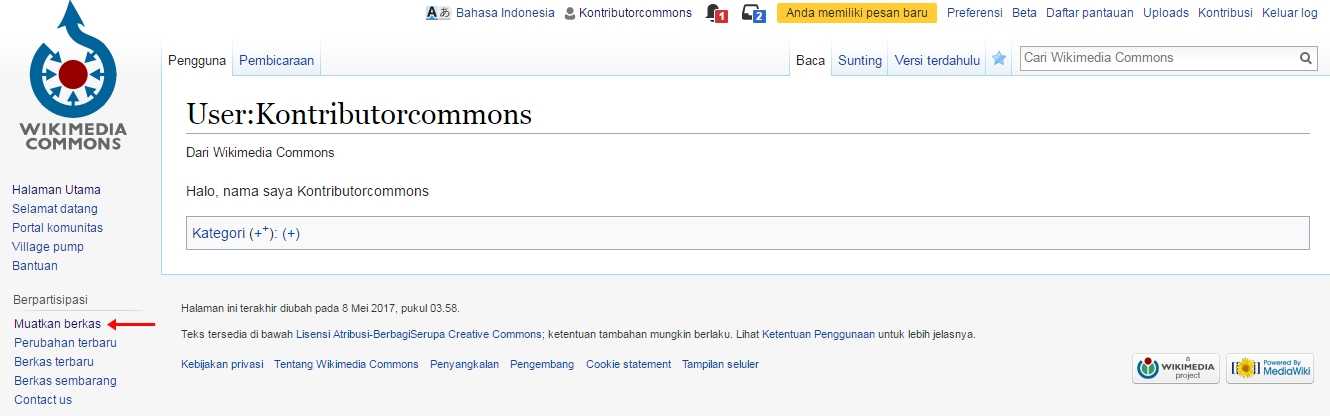 Bahasa Indonesia Kontributorcommons 1 2 Anda memiliki pesan baru Preferensi Beta Daftar pantauan Uploads Kontribusi Keluar log
WIKIMEDIA
COMMONS
Pengguna Pembicaraan Baca Sunting Versi terdahulu Cari Wikimedia Commons
User:Kontributorcommons
Dari Wikimedia Commons
Halo, nama saya Kontributorcommons
Kategori (+⁺): (+)
Halaman Utama
Selamat datang
Portal komunitas
Village pump
Bantuan
Berpartisipasi
Muatkan berkas
Perubahan terbaru
Berkas terbaru
Berkas sembarang
Contact us
Halaman ini terakhir diubah pada 8 Mei 2017, pukul 03.58.
Teks tersedia di bawah Lisensi Atribusi-BerbagiSerupa Creative Commons; ketentuan tambahan mungkin berlaku. Lihat Ketentuan Penggunaan untuk lebih jelasnya.
Kebijakan privasi Tentang Wikimedia Commons Penyangkalan Pengembang Cookie statement Tampilan seluler
a
WIKIMEDIA
project
Powered By
MediaWiki